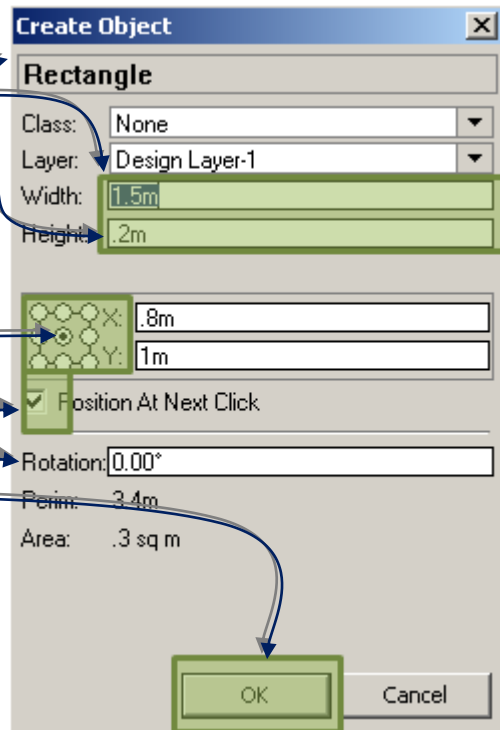 Create Object
Rectangle
Class: None
Layer: Design Layer-1
Width: 1.5m
Height: .2m
X: .8m
Y: 1m
Position At Next Click
Rotation: 0.00°
Perim: 3.4m
Area: .3 sq m
OK Cancel